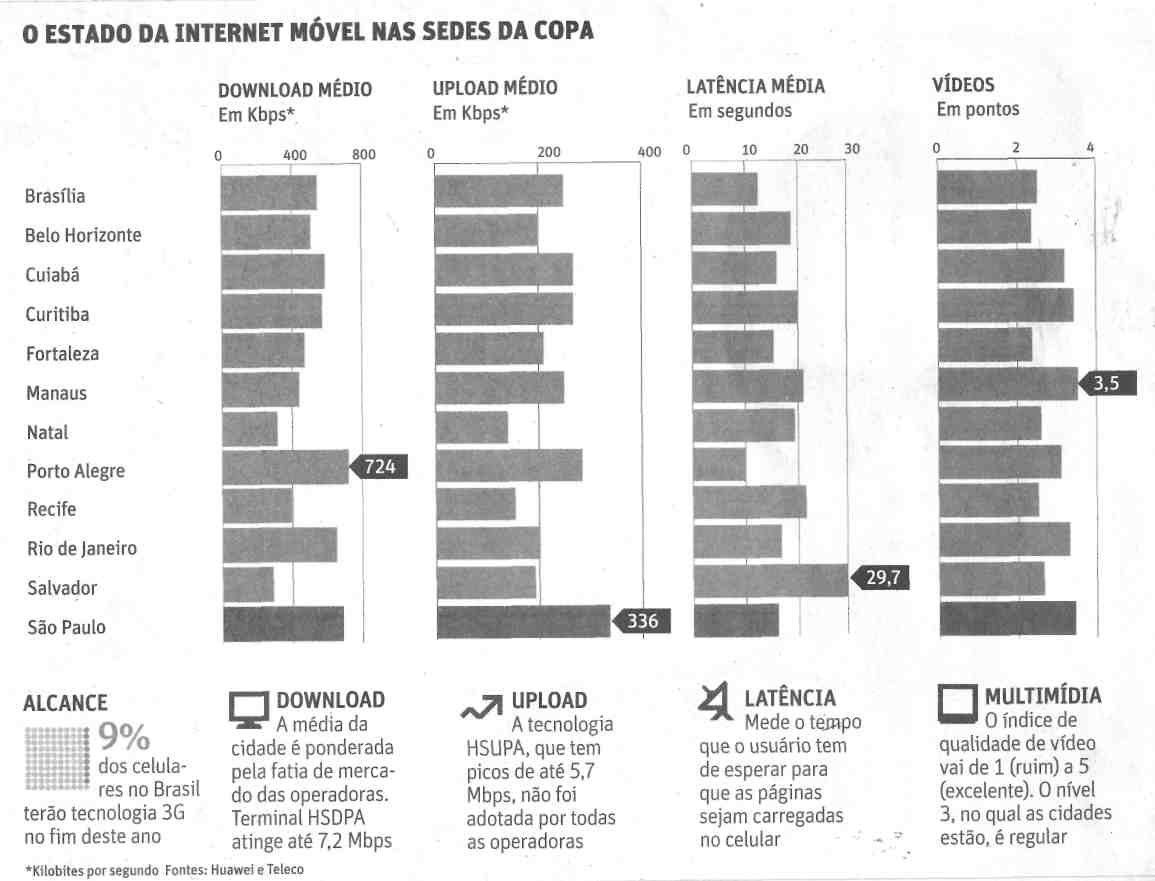 O ESTADO DA INTERNET MÓVEL NAS SEDES DA COPA
DOWNLOAD MÉDIO
Em Kbps*
UPLOAD MÉDIO
Em Kbps*
LATÊNCIA MÉDIA
Em segundos
VÍDEOS
Em pontos
0 400 800
0 200 400
0 10 20 30
0 2 4
Brasília
Belo Horizonte
Cuiabá
Curitiba
Fortaleza
Manaus
3,5
Natal
Porto Alegre
724
Recife
Rio de Janeiro
Salvador
29,7
São Paulo
336
ALCANCE
9%
dos celula-
res no Brasil
terão tecnologia 3G
no fim deste ano
DOWNLOAD
A média da
cidade é ponderada
pela fatia de merca-
do das operadoras.
Terminal HSDPA
atinge até 7,2 Mbps
UPLOAD
A tecnologia
HSUPA, que tem
picos de até 5,7
Mbps, não foi
adotada por todas
as operadoras
LATÊNCIA
Mede o tempo
que o usuário tem
de esperar para
que as páginas
sejam carregadas
no celular
MULTIMÍDIA
O índice de
qualidade de vídeo
vai de 1 (ruim) a 5
(excelente). O nível
3, no qual as cidades
estão, é regular
*Kilobites por segundo Fontes: Huawei e Teleco